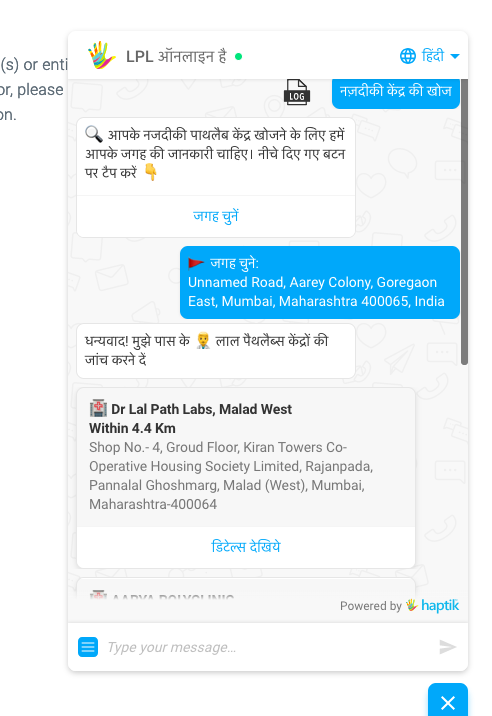 (s) or enti
or, please
on.
LPL ऑनलाइन है
हिंदी
LOG
नज़दीकी केंद्र की खोज
आपके नजदीकी पाथलैब केंद्र खोजने के लिए हमें
आपके जगह की जानकारी चाहिए। नीचे दिए गए बटन
पर टैप करें
जगह चुनें
जगह चुने:
Unnamed Road, Aarey Colony, Goregaon
East, Mumbai, Maharashtra 400065, India
धन्यवाद! मुझे पास के लाल पैथलैब्स केंद्रों की
जांच करने दें
Dr Lal Path Labs, Malad West
Within 4.4 Km
Shop No.- 4, Groud Floor, Kiran Towers Co-
Operative Housing Society Limited, Rajanpada,
Pannalal Ghoshmarg, Malad (West), Mumbai,
Maharashtra-400064
डिटेल्स देखिये
AARYA POLYCLINIC
Powered by haptik
Type your message...